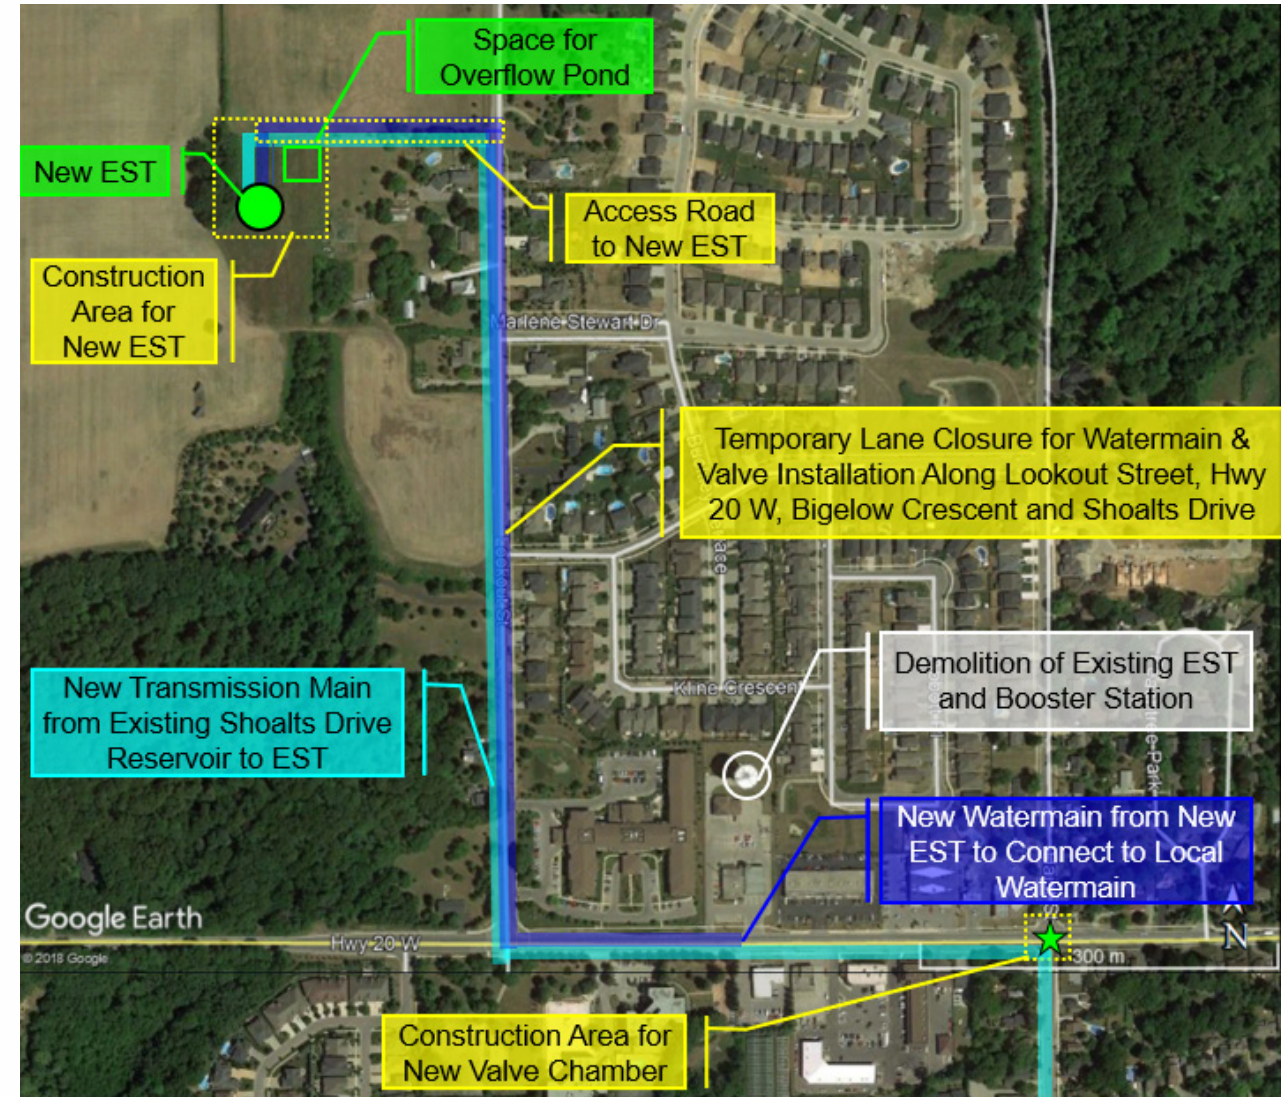 Space for
Overflow Pond
New EST
Access Road
to New EST
Construction
Area for
New EST
Marlene Stewart Dr
Temporary Lane Closure for Watermain &
Valve Installation Along Lookout Street, Hwy
20 W, Bigelow Crescent and Shoalts Drive
Lookout St
Kline Crescen
Demolition of Existing EST
and Booster Station
New Transmission Main
from Existing Shoalts Drive
Reservoir to EST
New Watermain from New
EST to Connect to Local
Watermain
Google Earth
© 2018 Google
Hwy 20 W
N
300 m
Construction Area for
New Valve Chamber